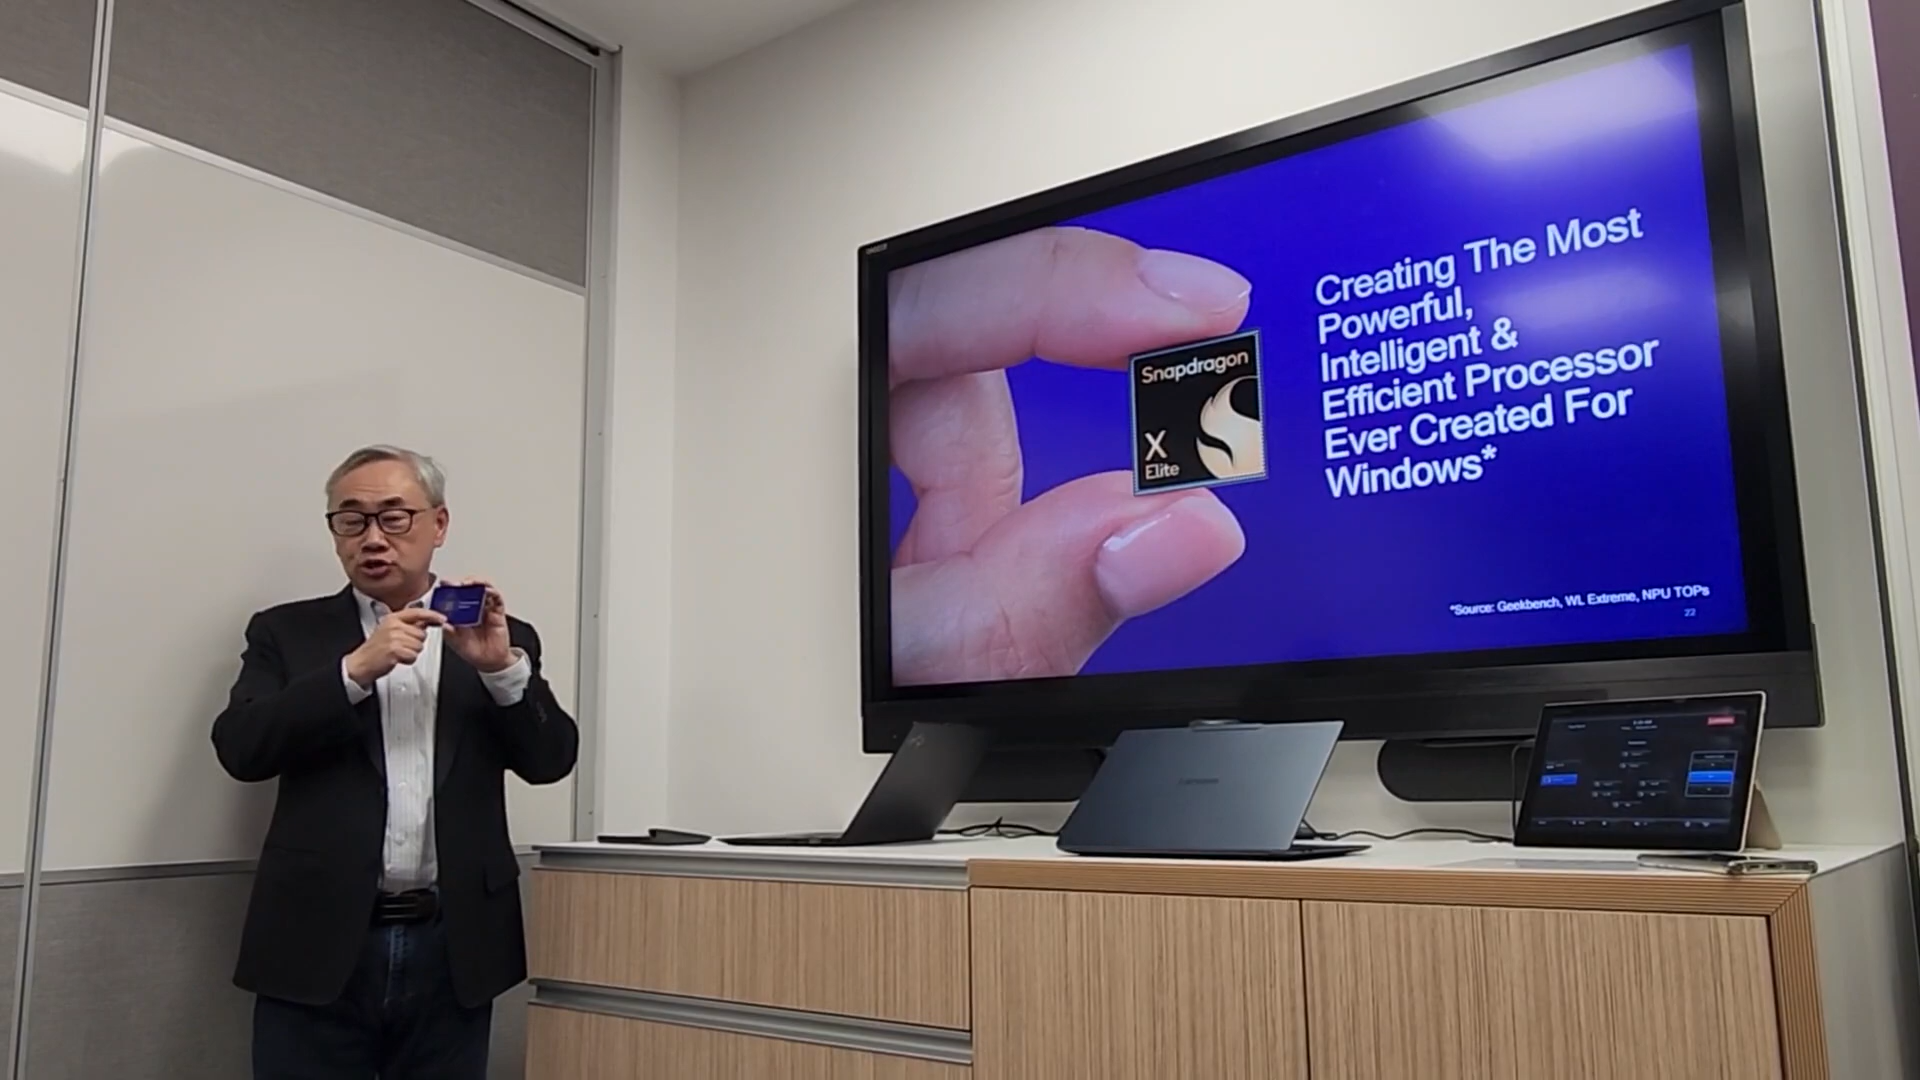 Creating The Most
Powerful,
Intelligent &
Efficient Processor
Ever Created For
Windows*
Snapdragon
X
Elite
*Source: Geekbench, WL Extreme, NPU TOPs
22